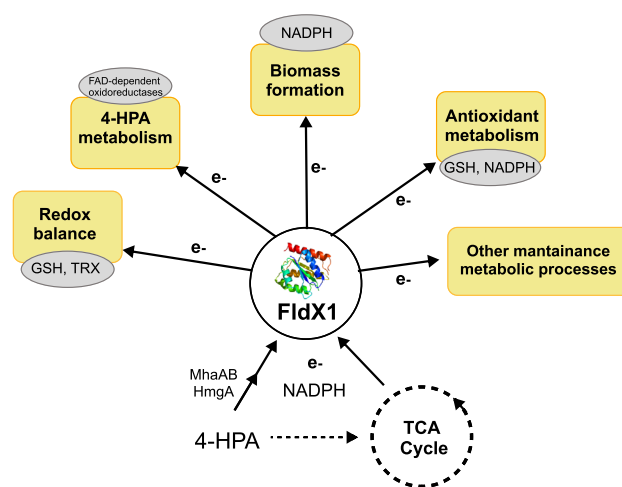 NADPH
Biomass
formation
FAD-dependent
oxidoreductases
4-HPA
metabolism
Antioxidant
metabolism
GSH, NADPH
e-
e-
e-
Redox
balance
GSH, TRX
e-
Other mantainance
metabolic processes
e-
FldX1
e-
NADPH
MhaAB
HmgA
4-HPA
TCA
Cycle